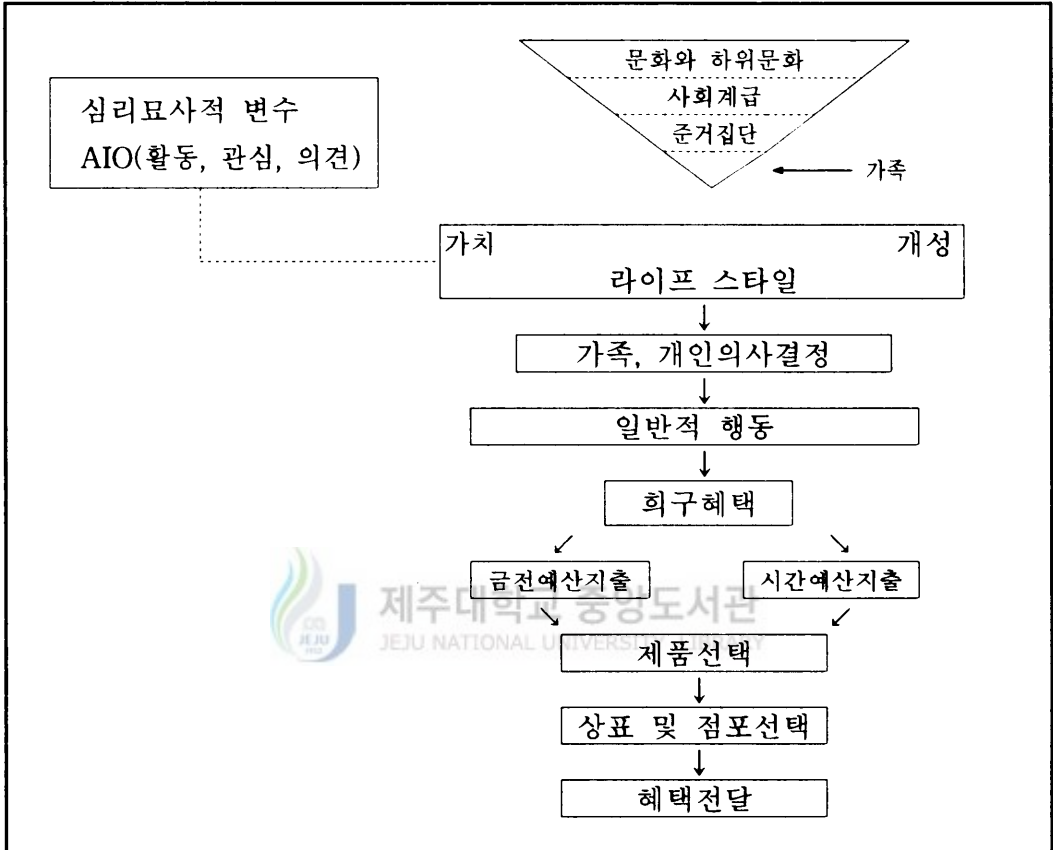 문화와 하위문화
사회계급
준거집단
가족
심리묘사적 변수
AIO(활동, 관심, 의견)
가치 개성
라이프 스타일
가족, 개인의사결정
일반적 행동
희구혜택
금전예산지출 시간예산지출
제주대학교 중앙도서관
JEJU NATIONAL UNIVERSITY LIBRARY
제품선택
상표 및 점포선택
혜택전달
JEJU
1952